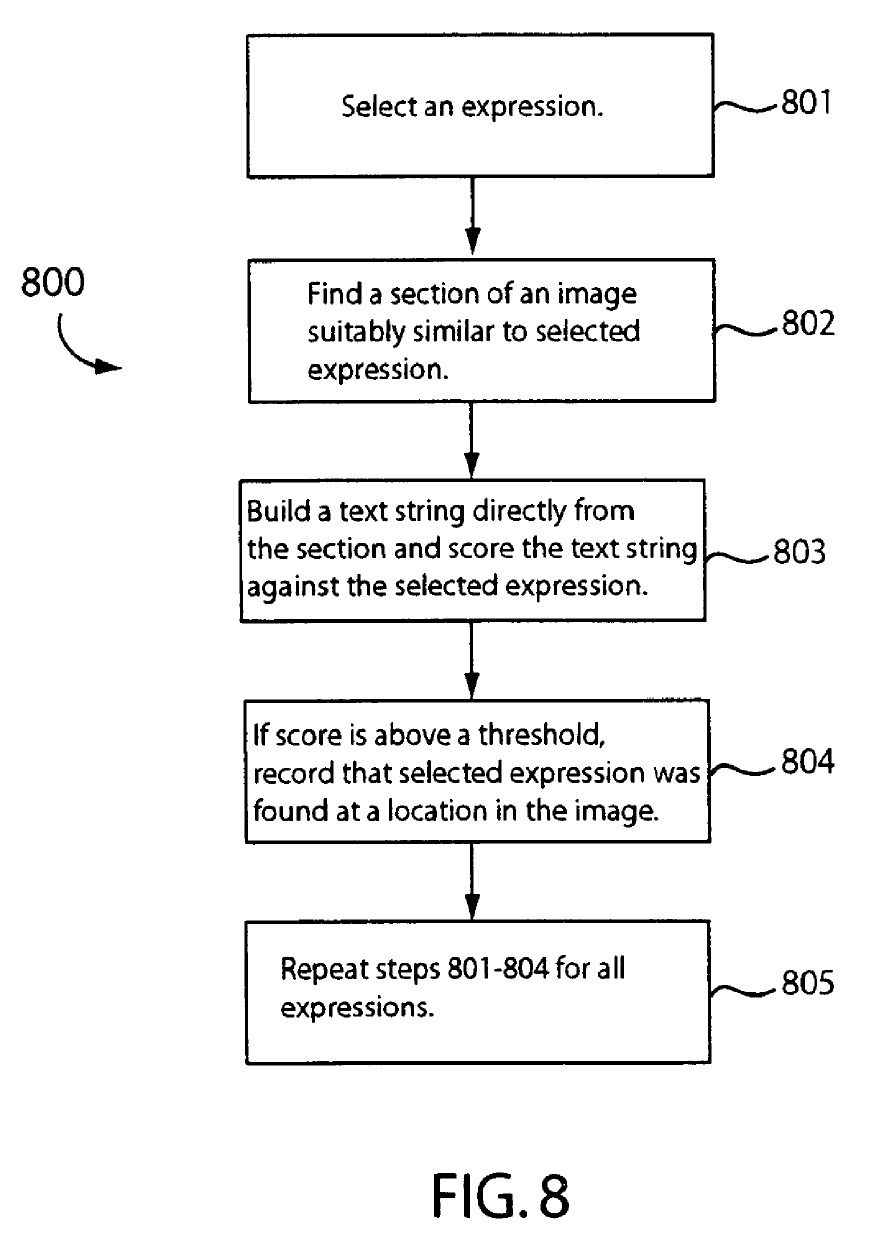 Select an expression.
801
800
Find a section of an image
suitably similar to selected
expression.
802
Build a text string directly from
the section and score the text string
against the selected expression.
803
If score is above a threshold,
record that selected expression was
found at a location in the image.
804
Repeat steps 801-804 for all
expressions.
805
FIG. 8